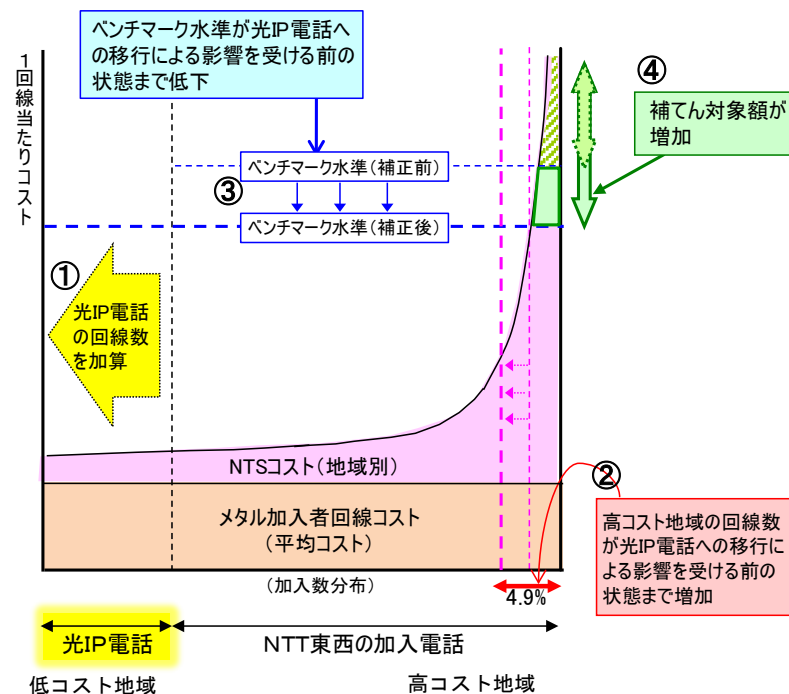 ベンチマーク水準が光IP電話へ
の移行による影響を受ける前の
状態まで低下
1回線当たりコスト
④
補てん対象額が
増加
ベンチマーク水準(補正前)
③
ベンチマーク水準(補正後)
①
光IP電話
の回線数
を加算
NTSコスト(地域別)
②
メタル加入者回線コスト
(平均コスト)
高コスト地域の回線数
が光IP電話への移行に
よる影響を受ける前の
状態まで増加
(加入数分布)
4.9%
光IP電話
NTT東西の加入電話
低コスト地域
高コスト地域